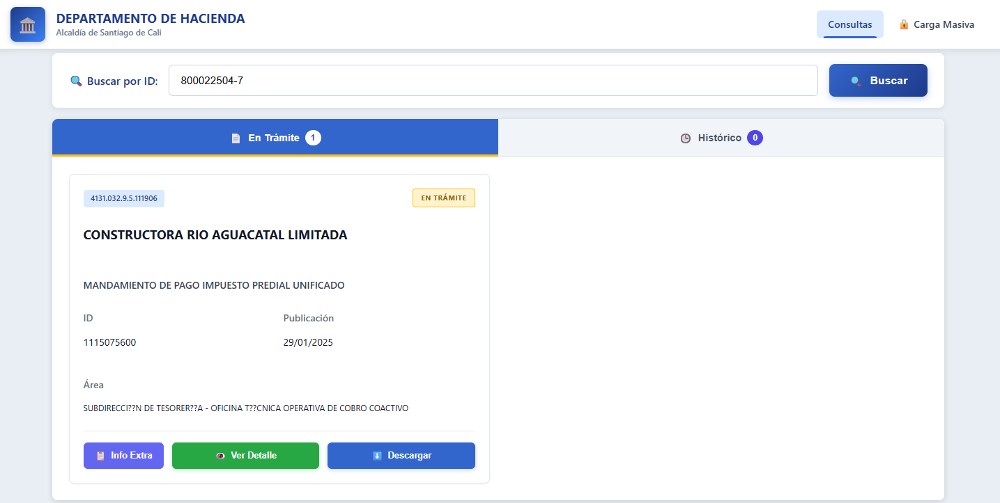 DEPARTAMENTO DE HACIENDA
Alcaldía de Santiago de Cali
Consultas
Carga Masiva
Buscar por ID:
800022504-7
Buscar
En Trámite 1
Histórico 0
4131.032.9.5.111906
EN TRÁMITE
CONSTRUCTORA RIO AGUACATAL LIMITADA
MANDAMIENTO DE PAGO IMPUESTO PREDIAL UNIFICADO
ID
Publicación
1115075600
29/01/2025
Área
SUBDIRECCI??N DE TESORER??A - OFICINA T??CNICA OPERATIVA DE COBRO COACTIVO
Info Extra
Ver Detalle
Descargar